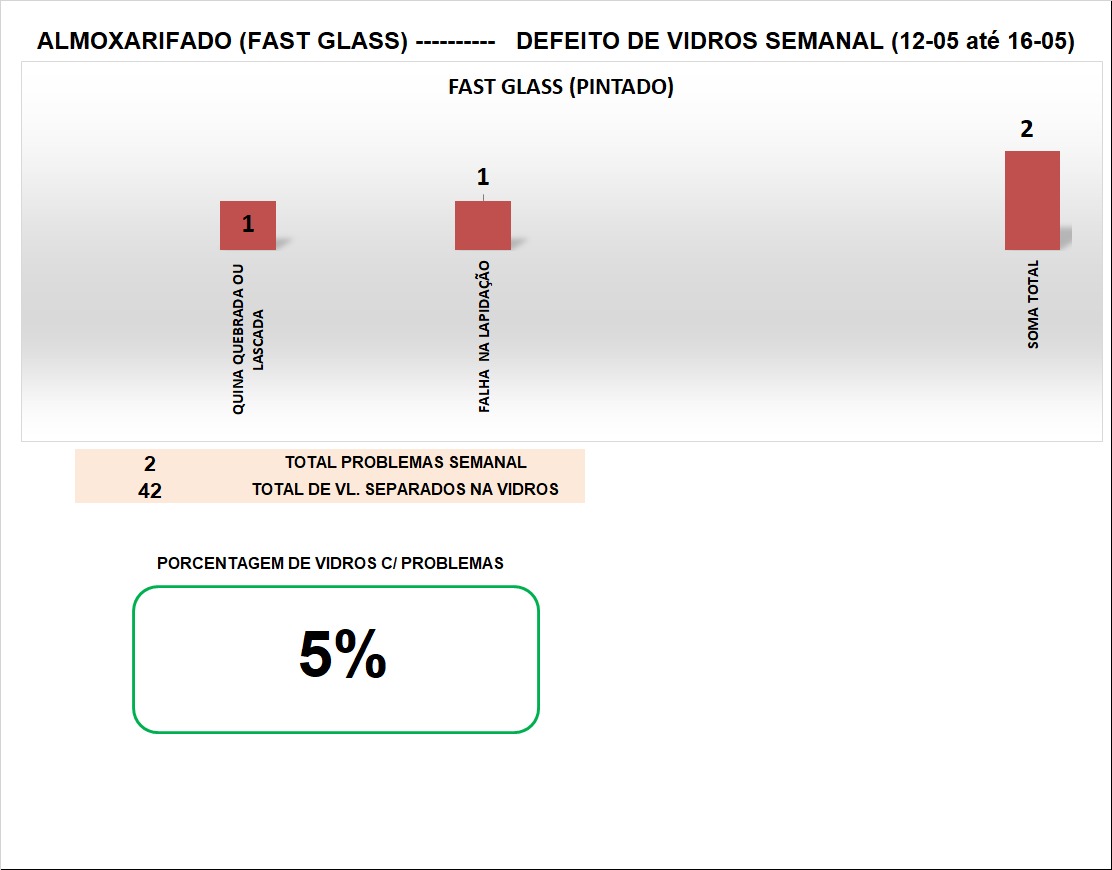 ALMOXARIFADO (FAST GLASS) ---------- DEFEITO DE VIDROS SEMANAL (12-05 até 16-05)
FAST GLASS (PINTADO)
1
1
2
QUINA QUEBRADA OU
LASCADA
FALHA NA LAPIDAÇÃO
SOMA TOTAL
2 TOTAL PROBLEMAS SEMANAL
42 TOTAL DE VL. SEPARADOS NA VIDROS
PORCENTAGEM DE VIDROS C/ PROBLEMAS
5%